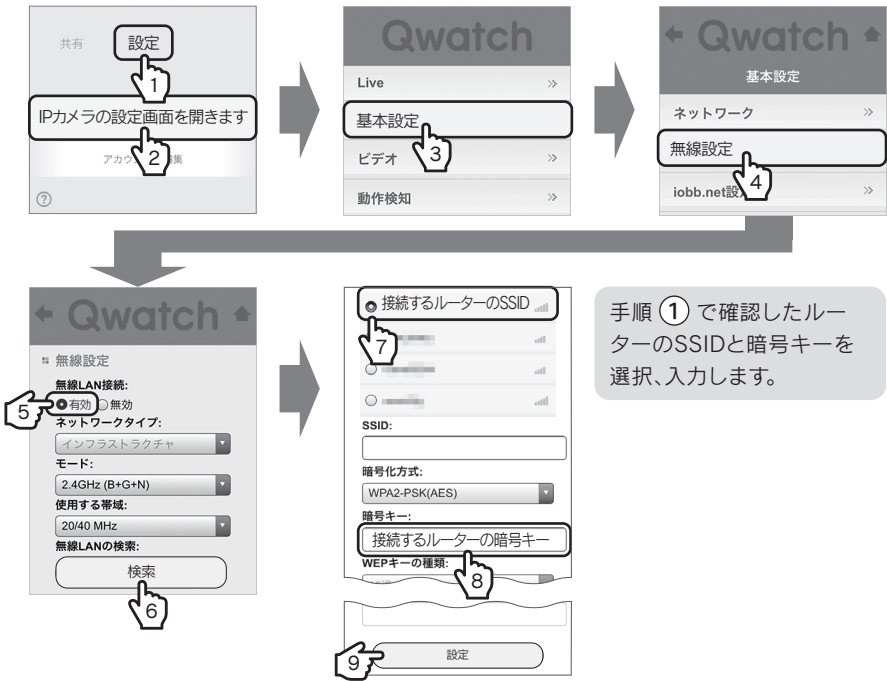 共有
設定
1
IPカメラの設定画面を開きます
2
?
Qwatch
Live
基本設定
3
ビデオ
動作検知
Qwatch
基本設定
ネットワーク
無線設定
4
iobb.net設
Qwatch
無線設定
無線LAN接続:
5
有効 無効
ネットワークタイプ:
インフラストラクチャ
モード:
2.4GHz (B+G+N)
使用する帯域:
20/40 MHz
無線LANの検索:
検索
6
接続するルーターのSSID
7
SSID:
暗号化方式:
WPA2-PSK(AES)
暗号キー:
接続するルーターの暗号キー
WEPキーの種類:
8
設定
9
手順 1 で確認したルー
ターのSSIDと暗号キーを
選択、入力します。